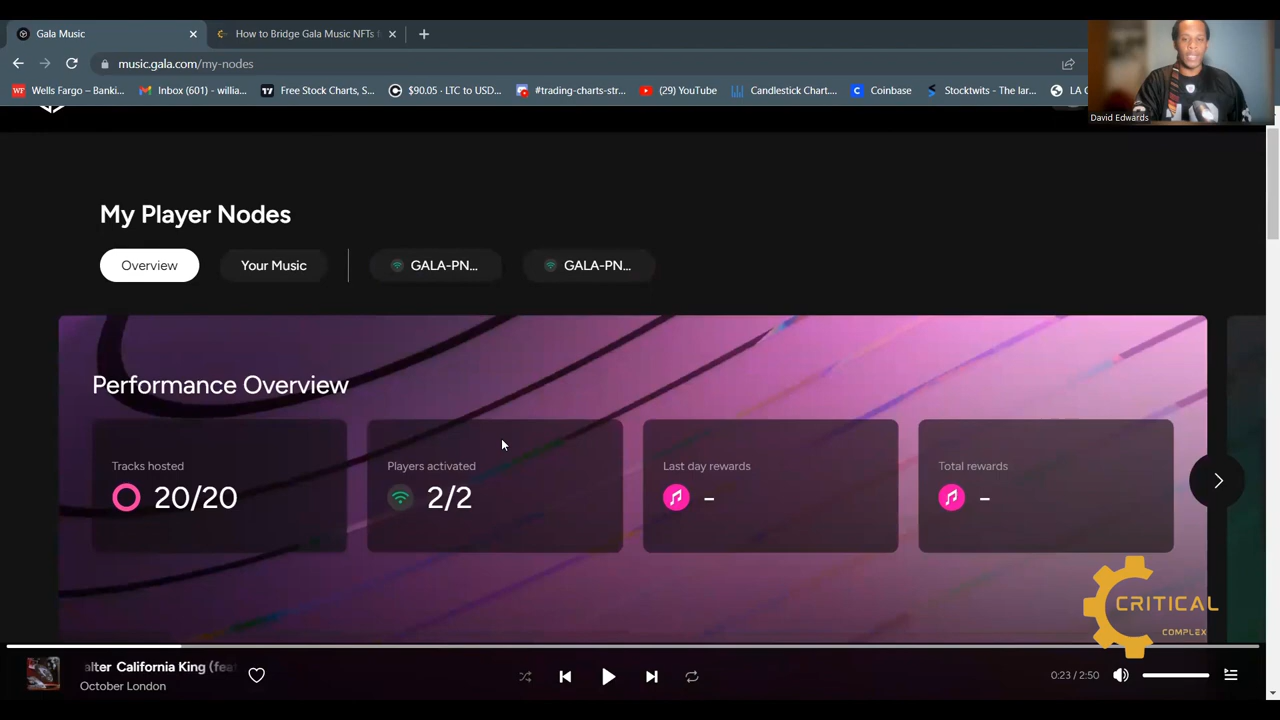 Gala Music
How to Bridge Gala Music NFTs
music.gala.com/my-nodes
Wells Fargo – Banki...
Inbox (601) - willia...
Free Stock Charts, S...
$90.05 · LTC to USD...
#trading-charts-str...
(29) YouTube
Candlestick Chart....
Coinbase
Stocktwits - The lar...
LA C
David Edwards
My Player Nodes
Overview
Your Music
GALA-PN...
GALA-PN...
Performance Overview
Tracks hosted
20/20
Players activated
2/2
Last day rewards
-
Total rewards
-
CRITICAL
COMPLEX
alter California King (fea
October London
0:23 / 2:50